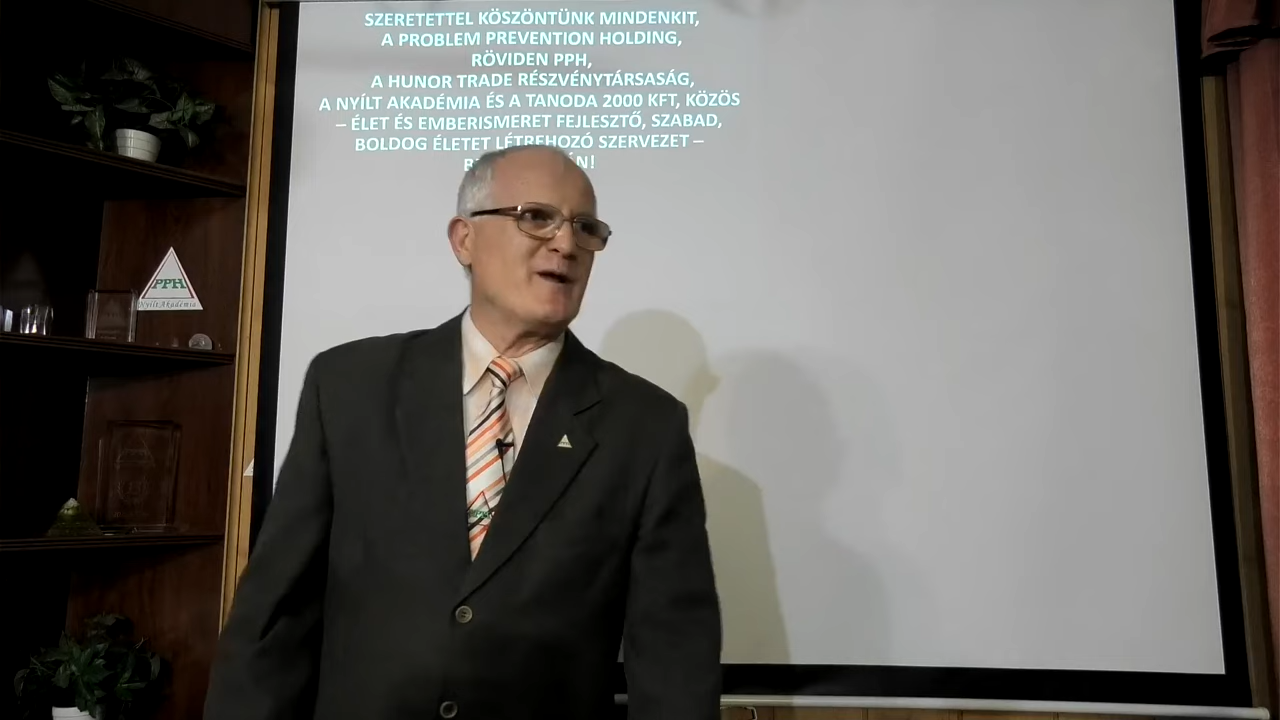 SZERETETTEL KÖSZÖNTÜNK MINDENKIT,
A PROBLEM PREVENTION HOLDING,
RÖVIDEN PPH,
A HUNOR TRADE RÉSZVÉNYTÁRSASÁG,
A NYÍLT AKADÉMIA ÉS A TANODA 2000 KFT, KÖZÖS
– ÉLET ÉS EMBERISMERET FEJLESZTŐ, SZABAD,
BOLDOG ÉLETET LÉTREHOZÓ SZERVEZET –
PPH
Nyílt Akadémia
PPH